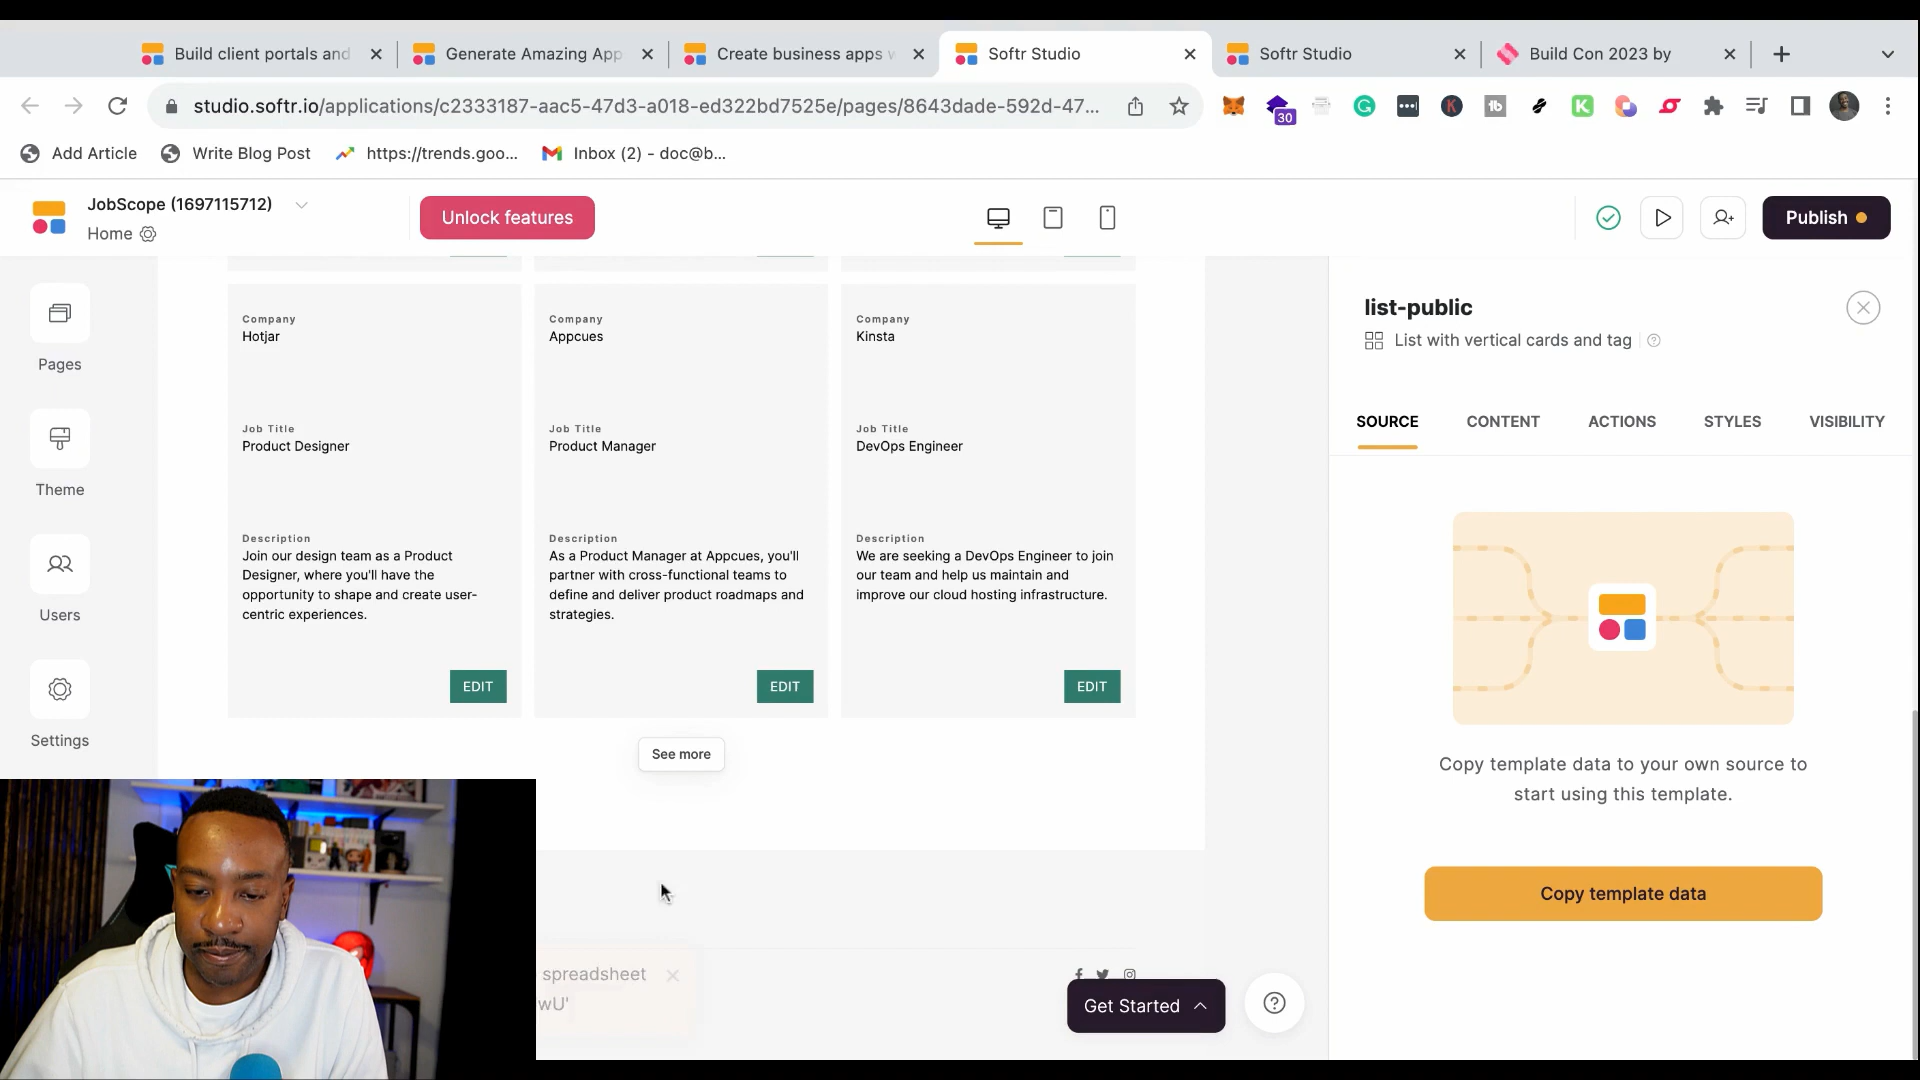 Build client portals and
Generate Amazing App
Create business apps w
Softr Studio
Softr Studio
Build Con 2023 by
studio.softr.io/applications/c2333187-aac5-47d3-a018-ed322bd7525e/pages/8643dade-592d-47...
30
Add Article
Write Blog Post
https://trends.goo...
Inbox (2) - doc@b...
JobScope (1697115712)
Home
Unlock features
Publish
Pages
Theme
Users
Settings
Company
Hotjar
Job Title
Product Designer
Description
Join our design team as a Product
Designer, where you'll have the
opportunity to shape and create user-
centric experiences.
EDIT
Company
Appcues
Job Title
Product Manager
Description
As a Product Manager at Appcues, you'll
partner with cross-functional teams to
define and deliver product roadmaps and
strategies.
EDIT
Company
Kinsta
Job Title
DevOps Engineer
Description
We are seeking a DevOps Engineer to join
our team and help us maintain and
improve our cloud hosting infrastructure.
EDIT
See more
spreadsheet
wU'
Get Started
list-public
List with vertical cards and tag
SOURCE
CONTENT
ACTIONS
STYLES
VISIBILITY
Copy template data to your own source to
start using this template.
Copy template data